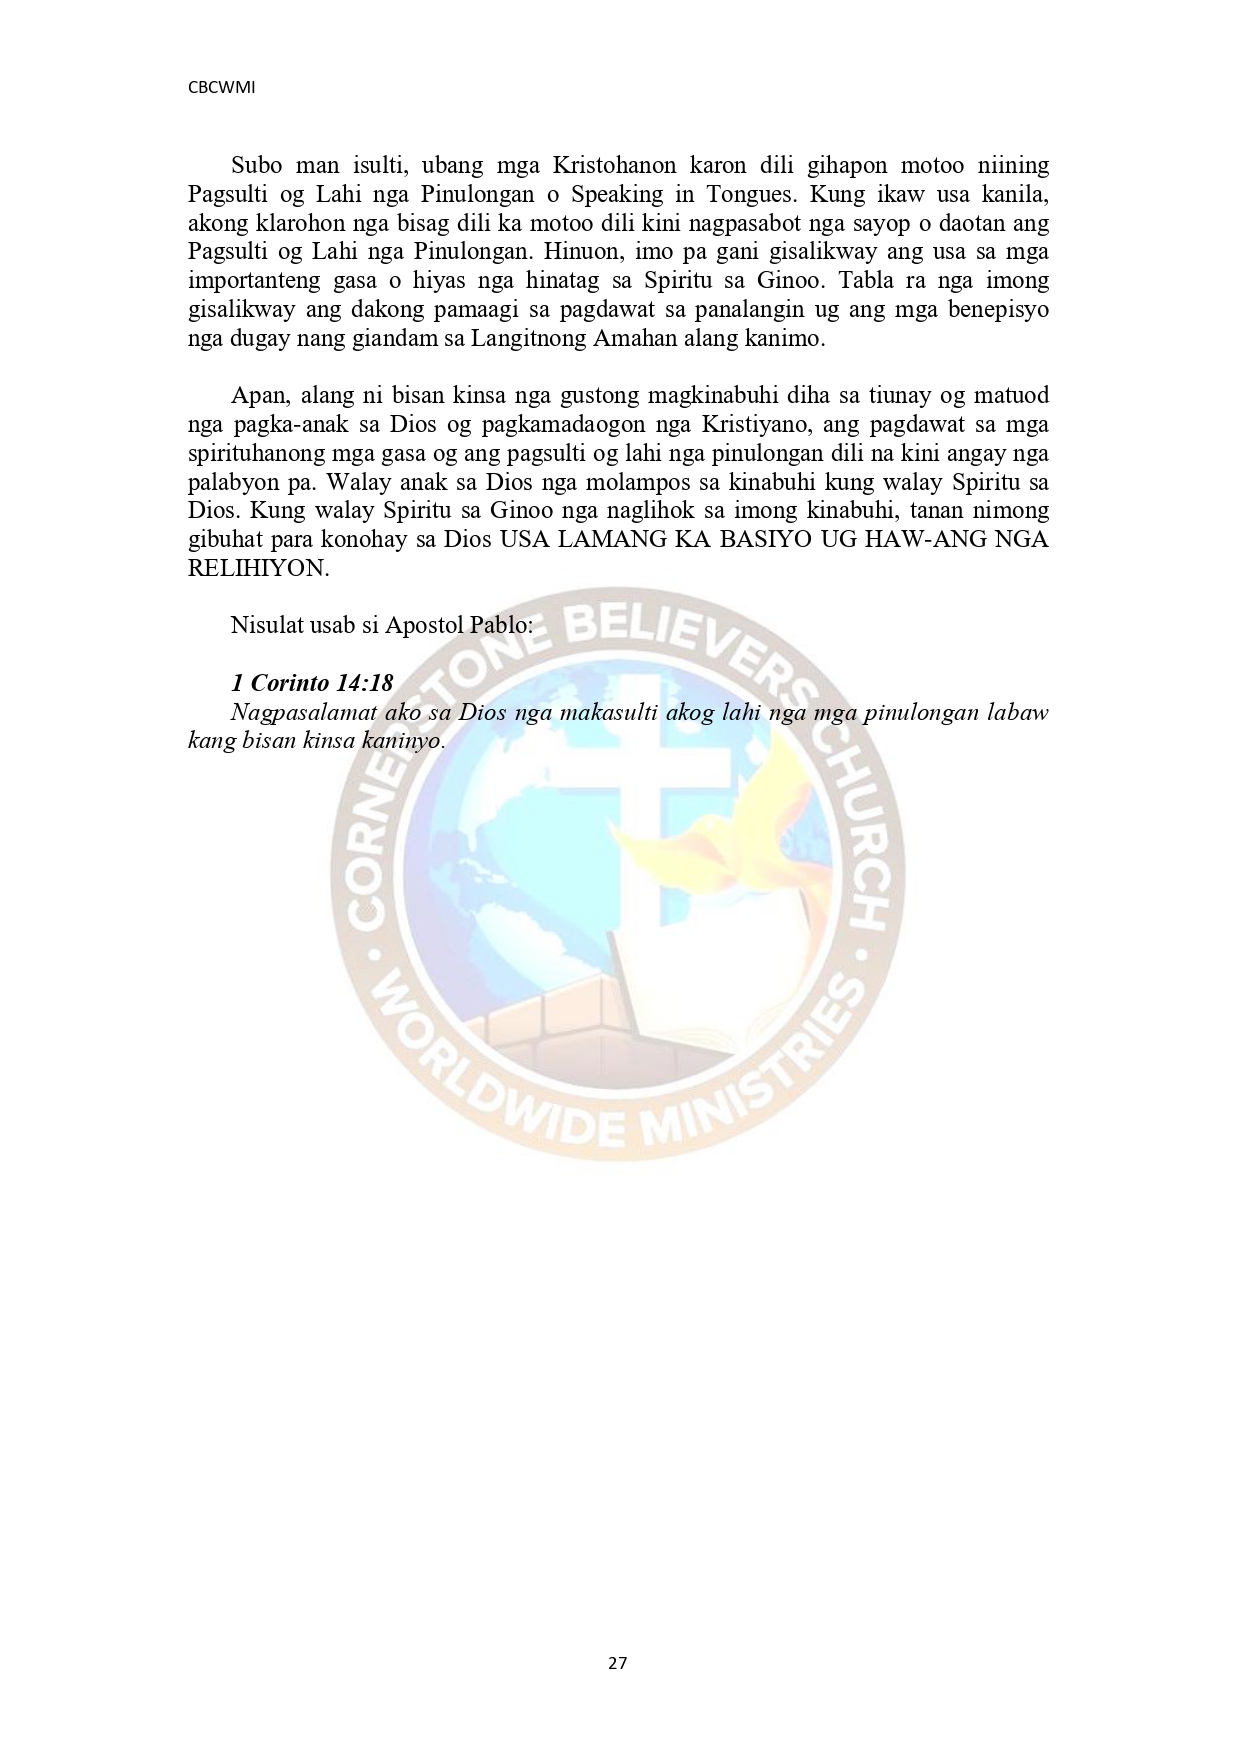 CBCWMI
Subo man isulti, ubang mga Kristohanon karon dili gihapon motoo niining
Pagsulti og Lahi nga Pinulongan o Speaking in Tongues. Kung ikaw usa kanila,
akong klarohon nga bisag dili ka motoo dili kini nagpasabot nga sayop o daotan ang
Pagsulti og Lahi nga Pinulongan. Hinuon, imo pa gani gisalikway ang usa sa mga
importanteng gasa o hiyas nga hinatag sa Spiritu sa Ginoo. Tabla ra nga imong
gisalikway ang dakong pamaagi sa pagdawat sa panalangin ug ang mga benepisyo
nga dugay nang giandam sa Langitnong Amahan alang kanimo.
Apan, alang ni bisan kinsa nga gustong magkinabuhi diha sa tiunay og matuod
nga pagka-anak sa Dios og pagkamadaogon nga Kristiyano, ang pagdawat sa mga
spirituhanong mga gasa og ang pagsulti og lahi nga pinulongan dili na kini angay nga
palabyon pa. Walay anak sa Dios nga molampos sa kinabuhi kung walay Spiritu sa
Dios. Kung walay Spiritu sa Ginoo nga naglihok sa imong kinabuhi, tanan nimong
gibuhat para konohay sa Dios USA LAMANG KA BASIYO UG HAW-ANG NGA
RELIHIYON.
Nisulat usab si Apostol Pablo:
1 Corinto 14:18
Nagpasalamat ako sa Dios nga makasulti akog lahi nga mga pinulongan labaw
kang bisan kinsa kaninyo.
CORNERSTONE BELIEVERS CHURCH
• WORLDWIDE MINISTRIES •
27